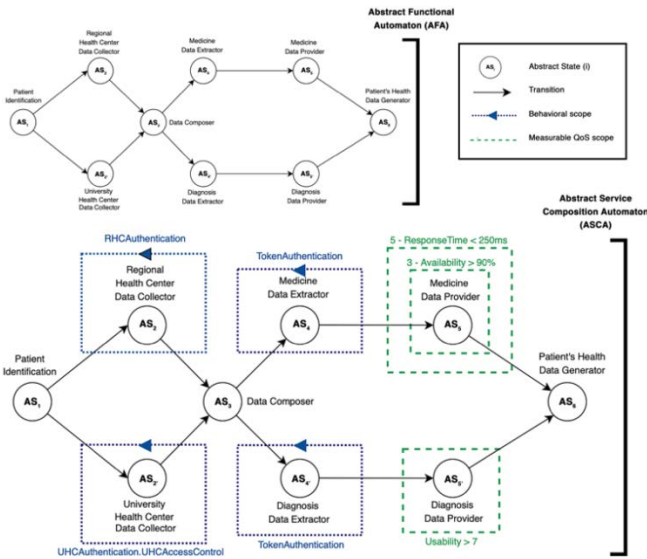 Abstract Functional
Automaton (AFA)
Regional
Health Center
Data Collector
Medicine
Data Extractor
Medicine
Data Provider
Patient
Identification
Patient's Health
Data Generator
AS₁
AS₂
AS₃
Data Composer
AS₄
AS₅
AS₆
AS₂'
AS₄'
AS₅'
University
Health Center
Data Collector
Diagnosis
Data Extractor
Diagnosis
Data Provider
ASᵢ
Abstract State (i)
Transition
Behavioral scope
Measurable QoS scope
Abstract Service
Composition Automaton
(ASCA)
RHCAuthentication
Regional
Health Center
Data Collector
AS₂
TokenAuthentication
Medicine
Data Extractor
AS₄
5 - ResponseTime < 250ms
3 - Availability > 90%
Medicine
Data Provider
AS₅
Patient
Identification
AS₁
AS₃
Data Composer
Patient's Health
Data Generator
AS₆
AS₂'
University
Health Center
Data Collector
UHCAuthentication.UHCAccessControl
AS₄'
Diagnosis
Data Extractor
TokenAuthentication
AS₅'
Diagnosis
Data Provider
Usability > 7